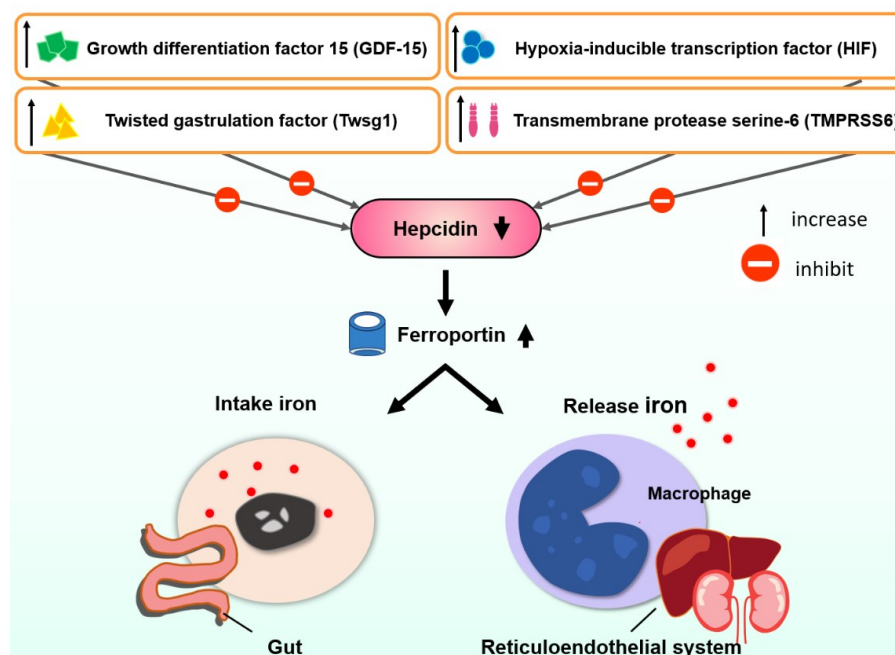 Growth differentiation factor 15 (GDF-15)
Hypoxia-inducible transcription factor (HIF)
Twisted gastrulation factor (Twsg1)
Transmembrane protease serine-6 (TMPRSS6)
Hepcidin
increase
inhibit
Ferroportin
Intake iron
Release iron
Macrophage
Gut
Reticuloendothelial system